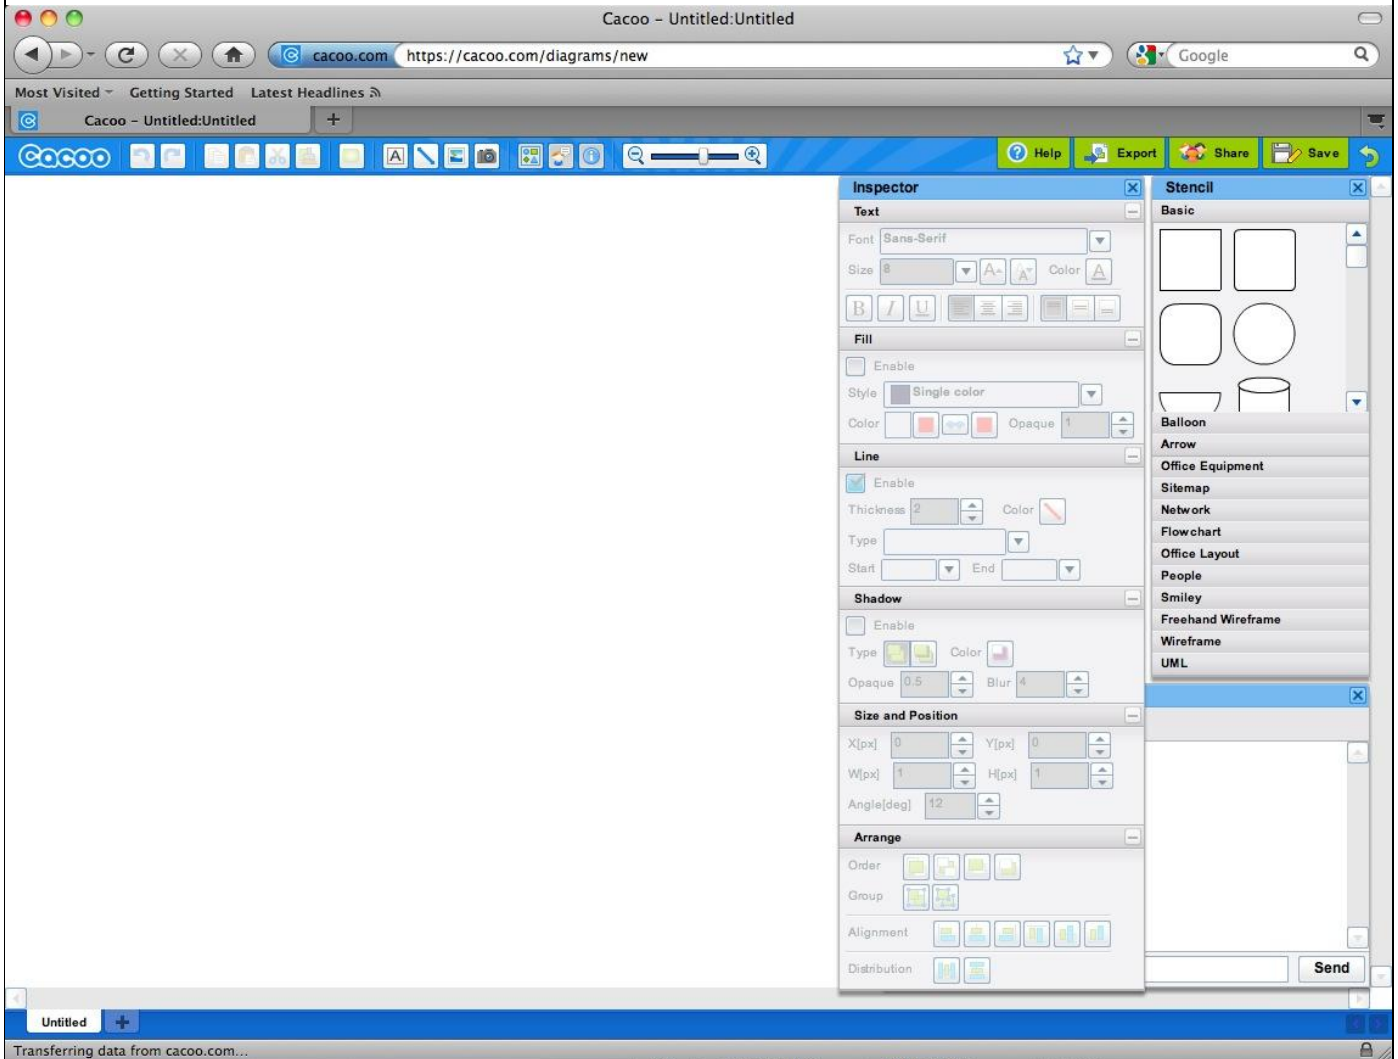 Cacoo – Untitled:Untitled
cacoo.com https://cacoo.com/diagrams/new Google
Most Visited Getting Started Latest Headlines
Cacoo – Untitled:Untitled +
Cacoo A Help Export Share Save
Inspector
Text
Font Sans-Serif
Size 8 A A Color A
B I U
Fill
Enable
Style Single color
Color Opaque 1
Line
Enable
Thickness 2 Color
Type
Start End
Shadow
Enable
Type Color
Opaque 0.5 Blur 4
Size and Position
X[px] 0 Y[px] 0
W[px] 1 H[px] 1
Angle[deg] 12
Arrange
Order
Group
Alignment
Distribution
Stencil
Basic
Balloon
Arrow
Office Equipment
Sitemap
Network
Flowchart
Office Layout
People
Smiley
Freehand Wireframe
Wireframe
UML
Send
Untitled +
Transferring data from cacoo.com...